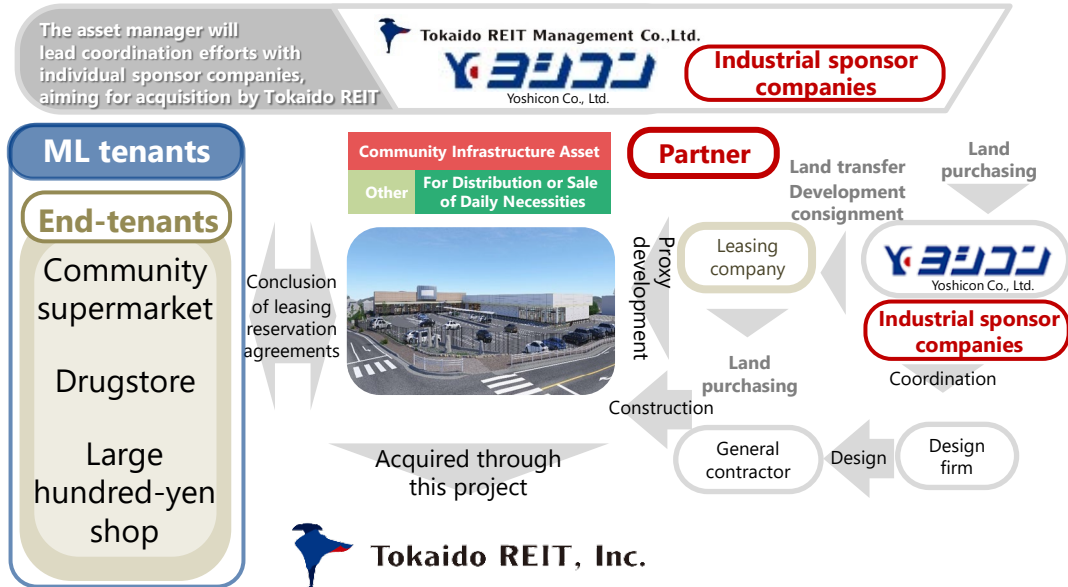 The asset manager will
lead coordination efforts with
individual sponsor companies,
aiming for acquisition by Tokaido REIT
Tokaido REIT Management Co.,Ltd.
ヨシコン
Yoshicon Co., Ltd.
Industrial sponsor
companies
ML tenants
End-tenants
Community
supermarket
Drugstore
Large
hundred-yen
shop
Conclusion
of leasing
reservation
agreements
Community Infrastructure Asset
Other
For Distribution or Sale
of Daily Necessities
Acquired through
this project
Partner
Proxy
development
Land transfer
Development
consignment
Land
purchasing
Leasing
company
ヨシコン
Yoshicon Co., Ltd.
Industrial sponsor
companies
Coordination
Land
purchasing
Construction
General
contractor
Design
Design
firm
Tokaido REIT, Inc.